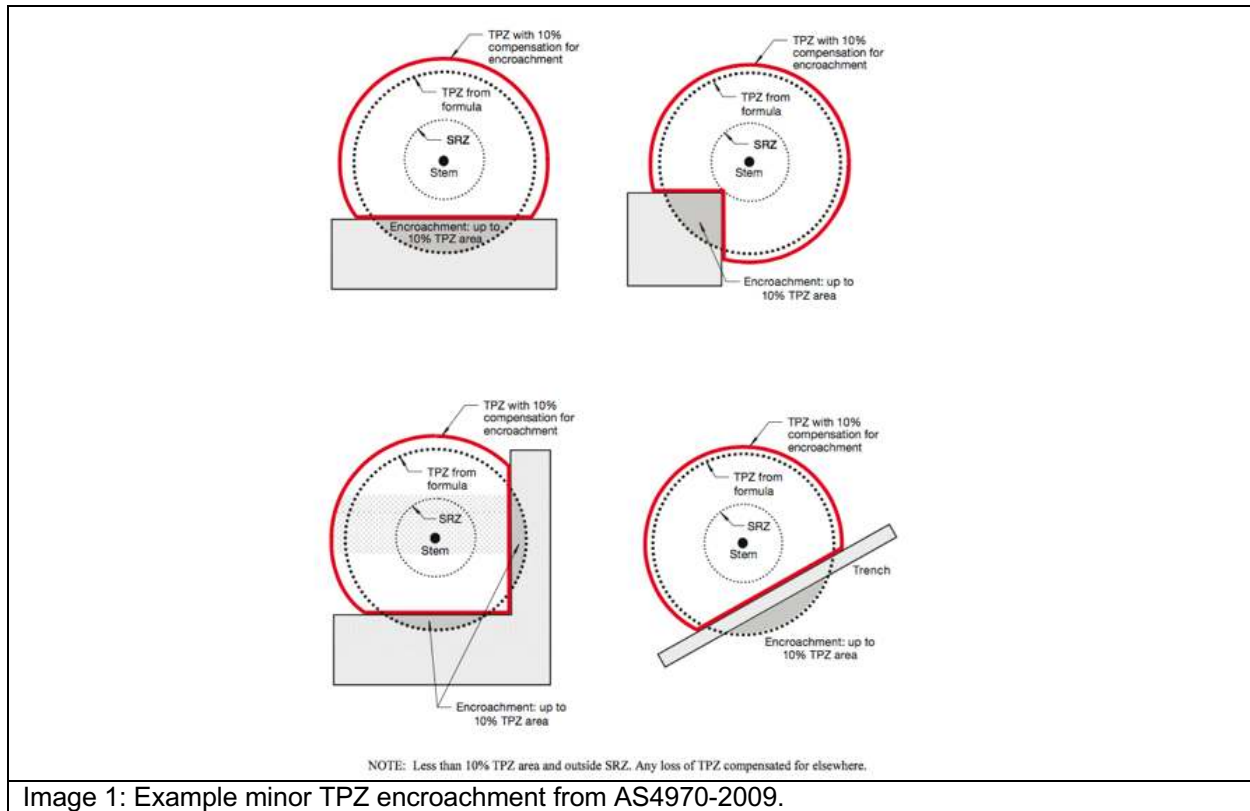 TPZ with 10%
compensation for
encroachment
TPZ from
formula
SRZ
Stem
Encroachment: up to
10% TPZ area
TPZ with 10%
compensation for
encroachment
TPZ from
formula
SRZ
Stem
Encroachment: up to
10% TPZ area
TPZ with 10%
compensation for
encroachment
TPZ from
formula
SRZ
Stem
Encroachment: up to
10% TPZ area
TPZ with 10%
compensation for
encroachment
TPZ from
formula
SRZ
Stem
Trench
Encroachment: up to
10% TPZ area
NOTE: Less than 10% TPZ area and outside SRZ. Any loss of TPZ compensated for elsewhere.
Image 1: Example minor TPZ encroachment from AS4970-2009.